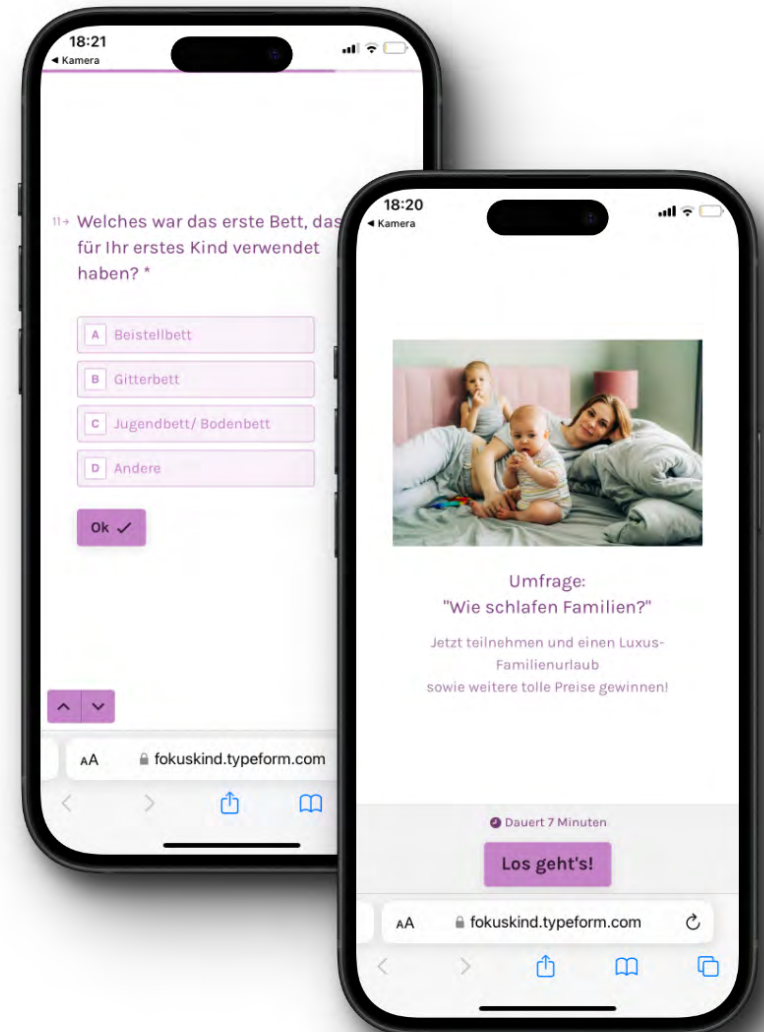 18:21
◄ Kamera
11→ Welches war das erste Bett, das
für Ihr erstes Kind verwendet
haben? *
A Beistellbett
B Gitterbett
C Jugendbett/ Bodenbett
D Andere
Ok
AA fokuskind.typeform.com
18:20
◄ Kamera
Umfrage:
"Wie schlafen Familien?"
Jetzt teilnehmen und einen Luxus-
Familienurlaub
sowie weitere tolle Preise gewinnen!
Dauert 7 Minuten
Los geht's!
AA fokuskind.typeform.com